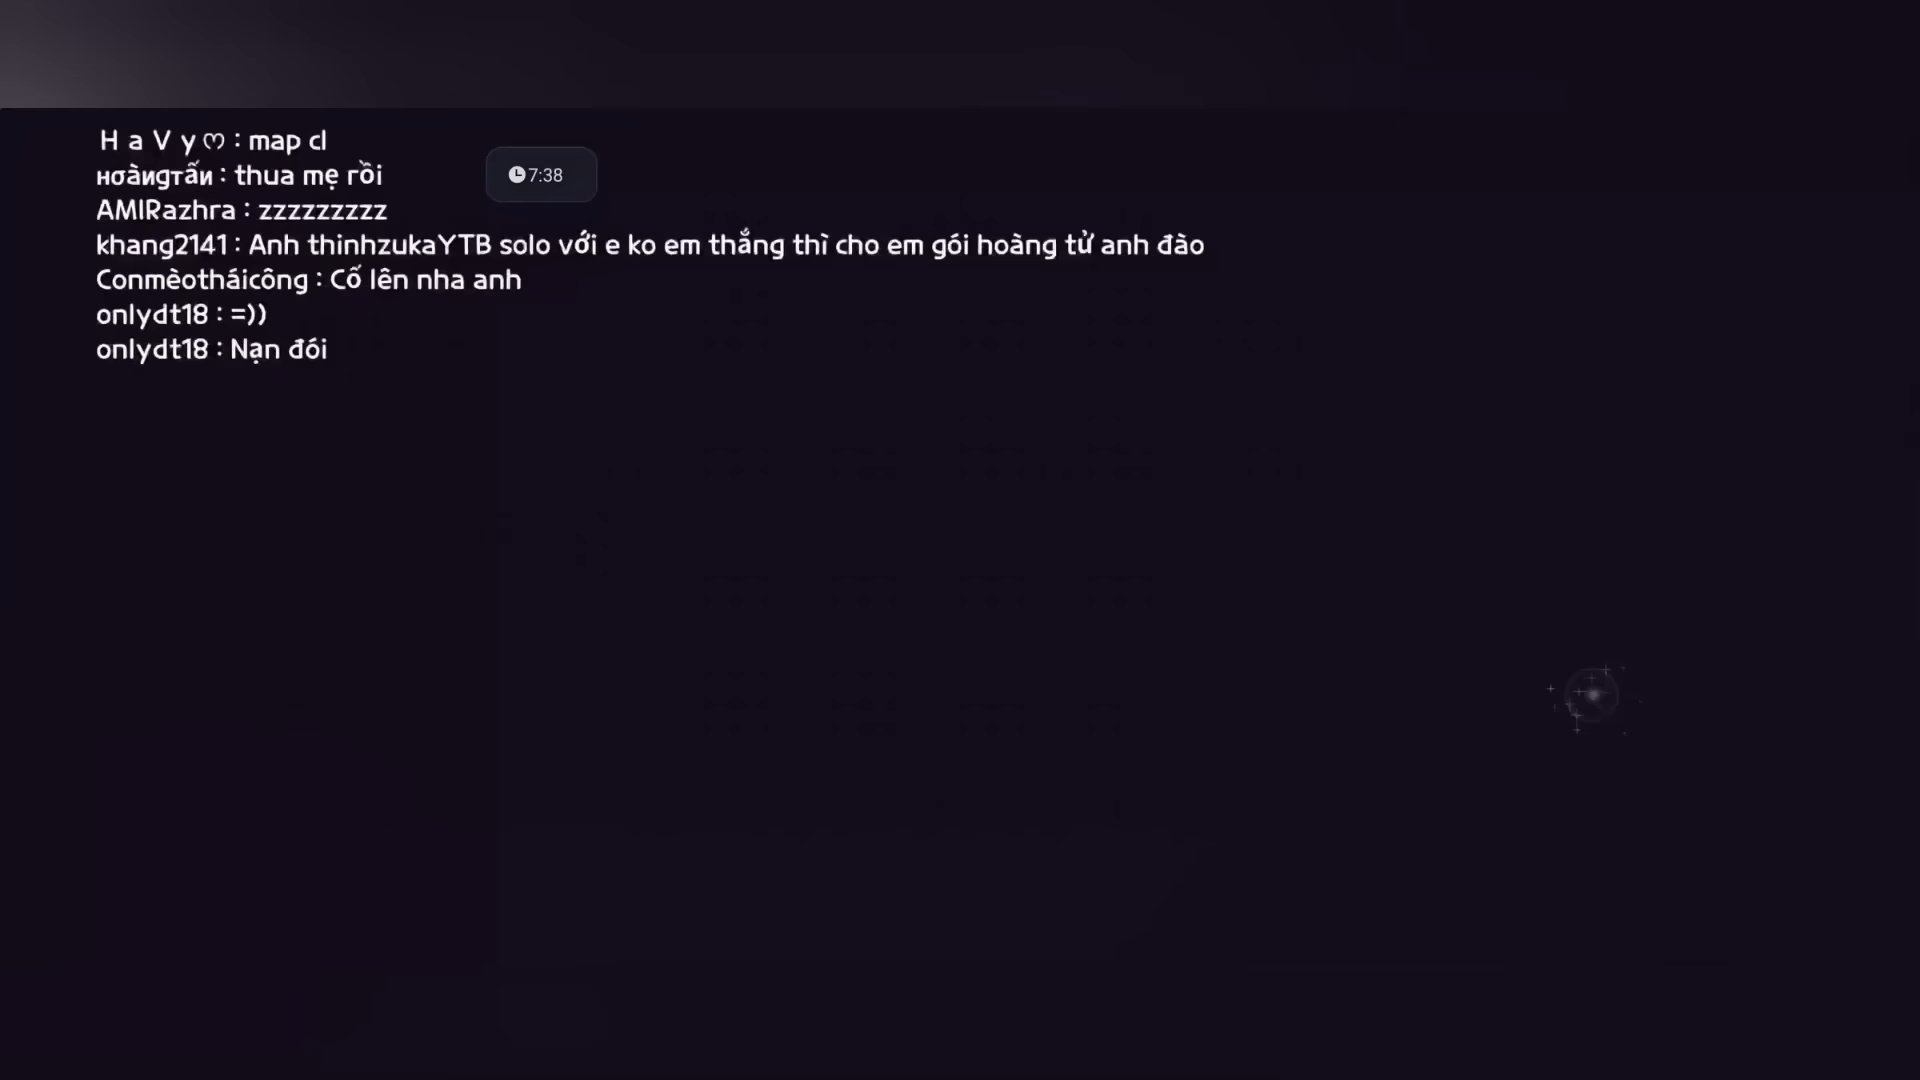 H a V y ෆ : map cl
нσàиgтấи : thua mẹ rồi
7:38
AMIRazhra : zzzzzzzzz
khang2141 : Anh thinhzukaYTB solo với e ko em thắng thì cho em gói hoàng tử anh đào
Conmèotháicông : Cố lên nha anh
onlydt18 : =))
onlydt18 : Nạn đói